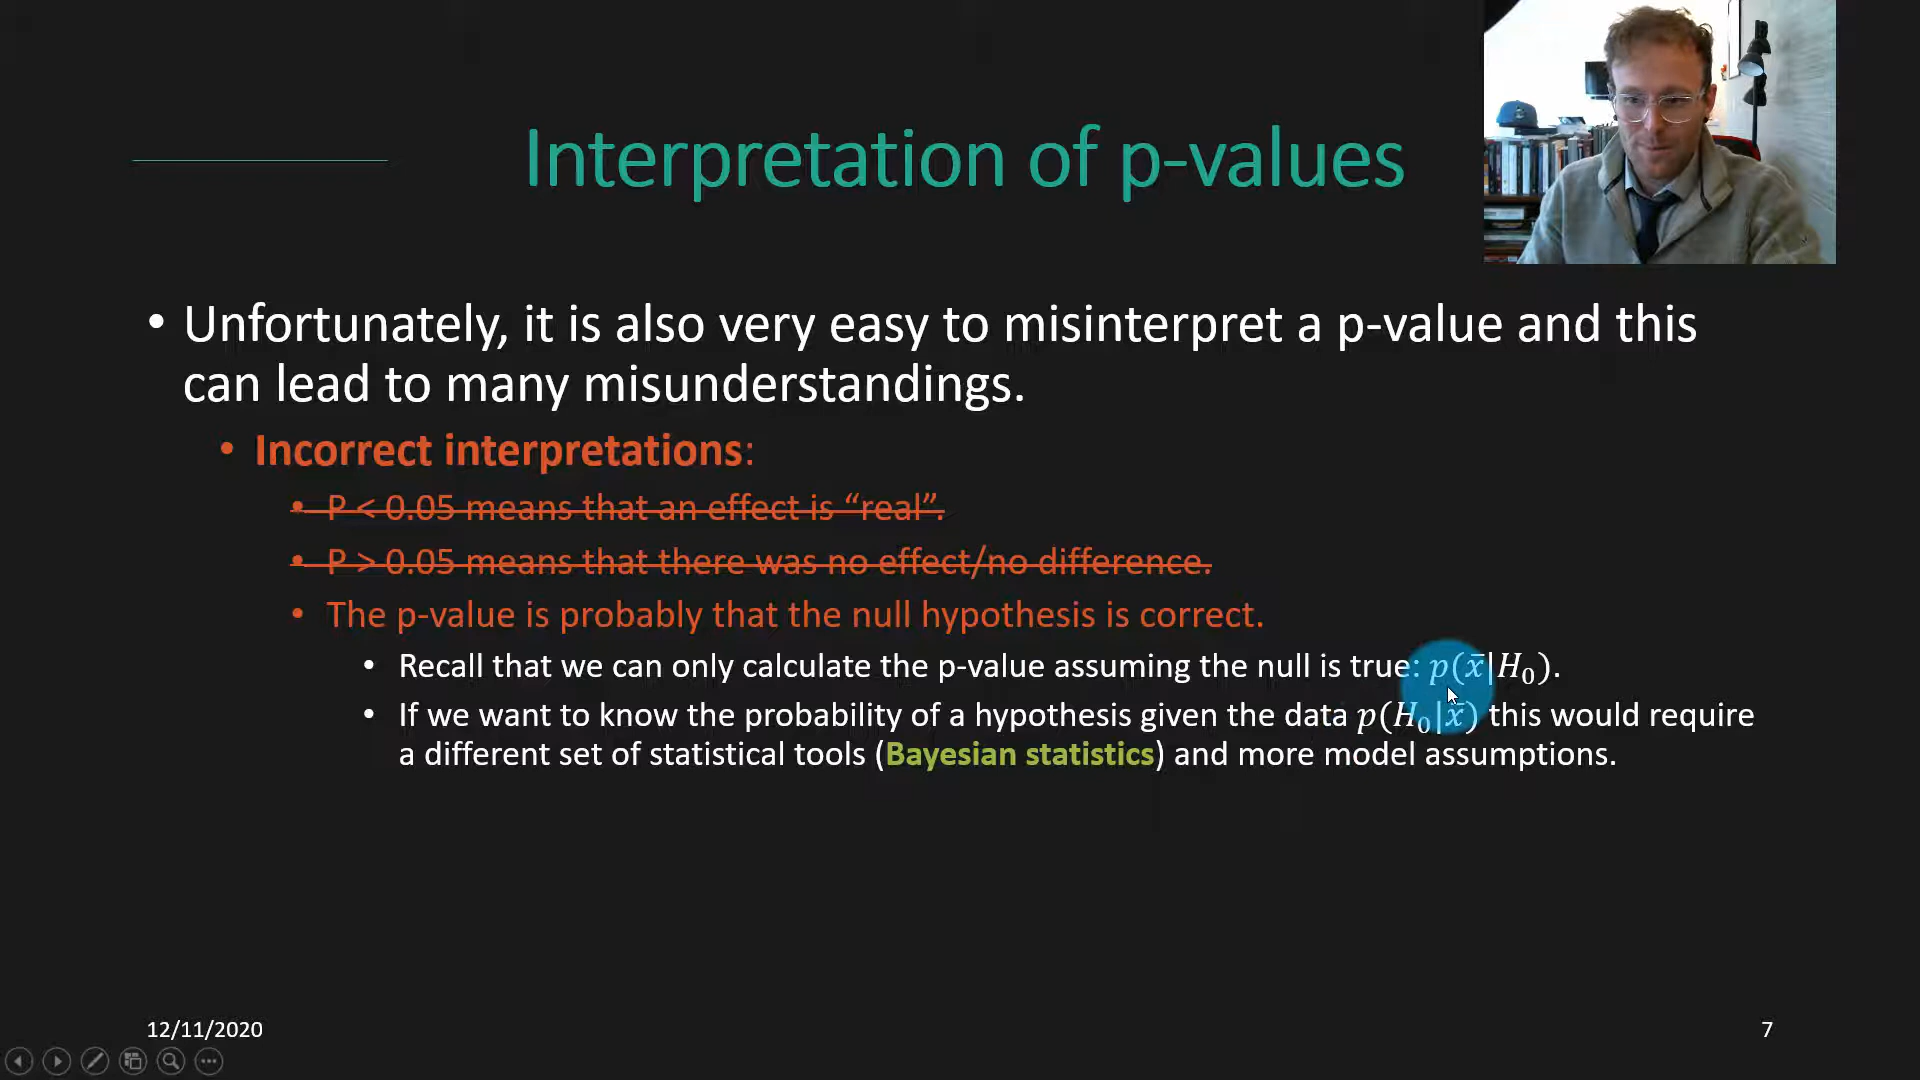 Interpretation of p-values
• Unfortunately, it is also very easy to misinterpret a p-value and this
can lead to many misunderstandings.
• Incorrect interpretations:
• P < 0.05 means that an effect is “real”.
• P > 0.05 means that there was no effect/no difference.
• The p-value is probably that the null hypothesis is correct.
• Recall that we can only calculate the p-value assuming the null is true: p(x̄|H₀).
• If we want to know the probability of a hypothesis given the data p(H₀|x̄) this would require
a different set of statistical tools (Bayesian statistics) and more model assumptions.
12/11/2020
7